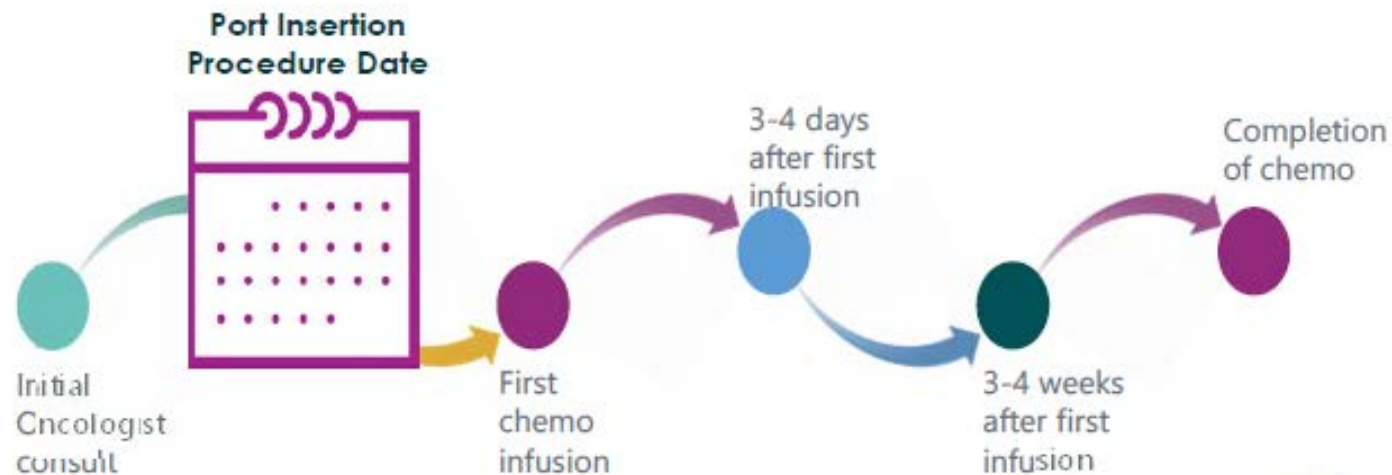 Port Insertion
Procedure Date
Initial
Oncologist
consult
First
chemo
infusion
3-4 days
after first
infusion
3-4 weeks
after first
infusion
Completion
of chemo